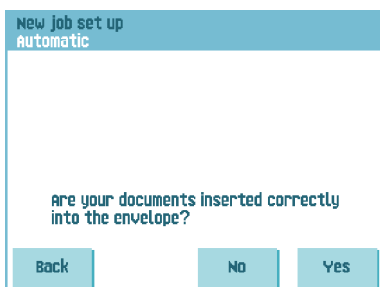 New job set up
Automatic
Are your documents inserted correctly
into the envelope?
Back
No
Yes